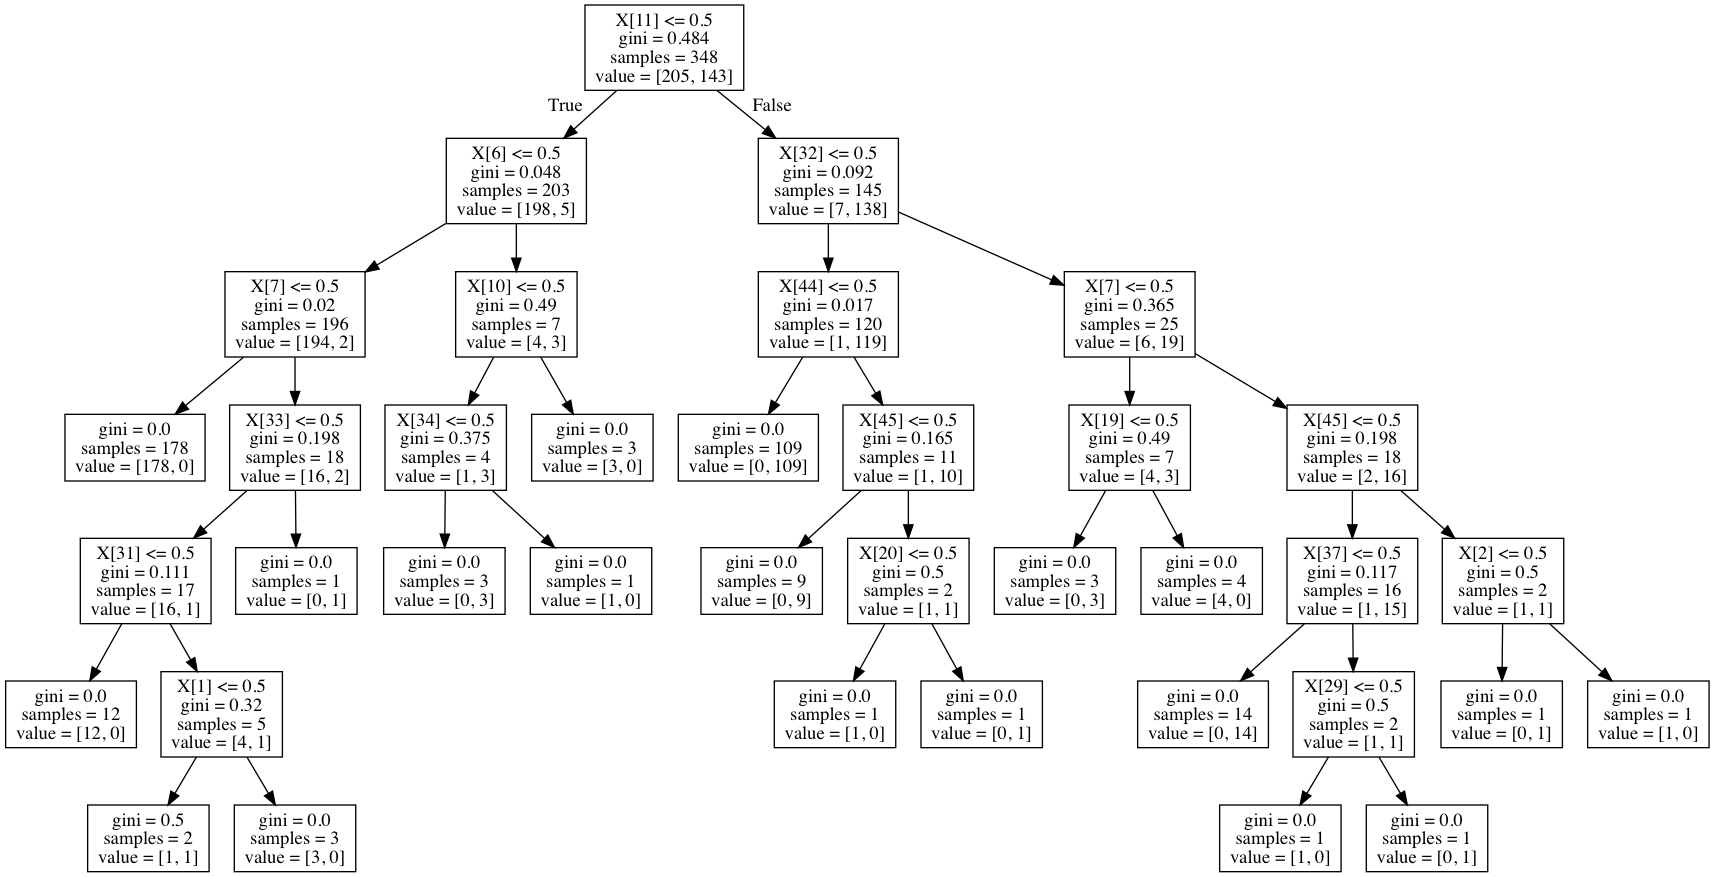 X[11] <= 0.5
gini = 0.484
samples = 348
value = [205, 143]
True
False
X[6] <= 0.5
gini = 0.048
samples = 203
value = [198, 5]
X[32] <= 0.5
gini = 0.092
samples = 145
value = [7, 138]
X[7] <= 0.5
gini = 0.02
samples = 196
value = [194, 2]
X[10] <= 0.5
gini = 0.49
samples = 7
value = [4, 3]
X[44] <= 0.5
gini = 0.017
samples = 120
value = [1, 119]
X[7] <= 0.5
gini = 0.365
samples = 25
value = [6, 19]
gini = 0.0
samples = 178
value = [178, 0]
X[33] <= 0.5
gini = 0.198
samples = 18
value = [16, 2]
X[34] <= 0.5
gini = 0.375
samples = 4
value = [1, 3]
gini = 0.0
samples = 3
value = [3, 0]
gini = 0.0
samples = 109
value = [0, 109]
X[45] <= 0.5
gini = 0.165
samples = 11
value = [1, 10]
X[19] <= 0.5
gini = 0.49
samples = 7
value = [4, 3]
X[45] <= 0.5
gini = 0.198
samples = 18
value = [2, 16]
X[31] <= 0.5
gini = 0.111
samples = 17
value = [16, 1]
gini = 0.0
samples = 1
value = [0, 1]
gini = 0.0
samples = 3
value = [0, 3]
gini = 0.0
samples = 1
value = [1, 0]
gini = 0.0
samples = 9
value = [0, 9]
X[20] <= 0.5
gini = 0.5
samples = 2
value = [1, 1]
gini = 0.0
samples = 3
value = [0, 3]
gini = 0.0
samples = 4
value = [4, 0]
X[37] <= 0.5
gini = 0.117
samples = 16
value = [1, 15]
X[2] <= 0.5
gini = 0.5
samples = 2
value = [1, 1]
gini = 0.0
samples = 12
value = [12, 0]
X[1] <= 0.5
gini = 0.32
samples = 5
value = [4, 1]
gini = 0.0
samples = 1
value = [1, 0]
gini = 0.0
samples = 1
value = [0, 1]
gini = 0.0
samples = 14
value = [0, 14]
X[29] <= 0.5
gini = 0.5
samples = 2
value = [1, 1]
gini = 0.0
samples = 1
value = [0, 1]
gini = 0.0
samples = 1
value = [1, 0]
gini = 0.5
samples = 2
value = [1, 1]
gini = 0.0
samples = 3
value = [3, 0]
gini = 0.0
samples = 1
value = [1, 0]
gini = 0.0
samples = 1
value = [0, 1]